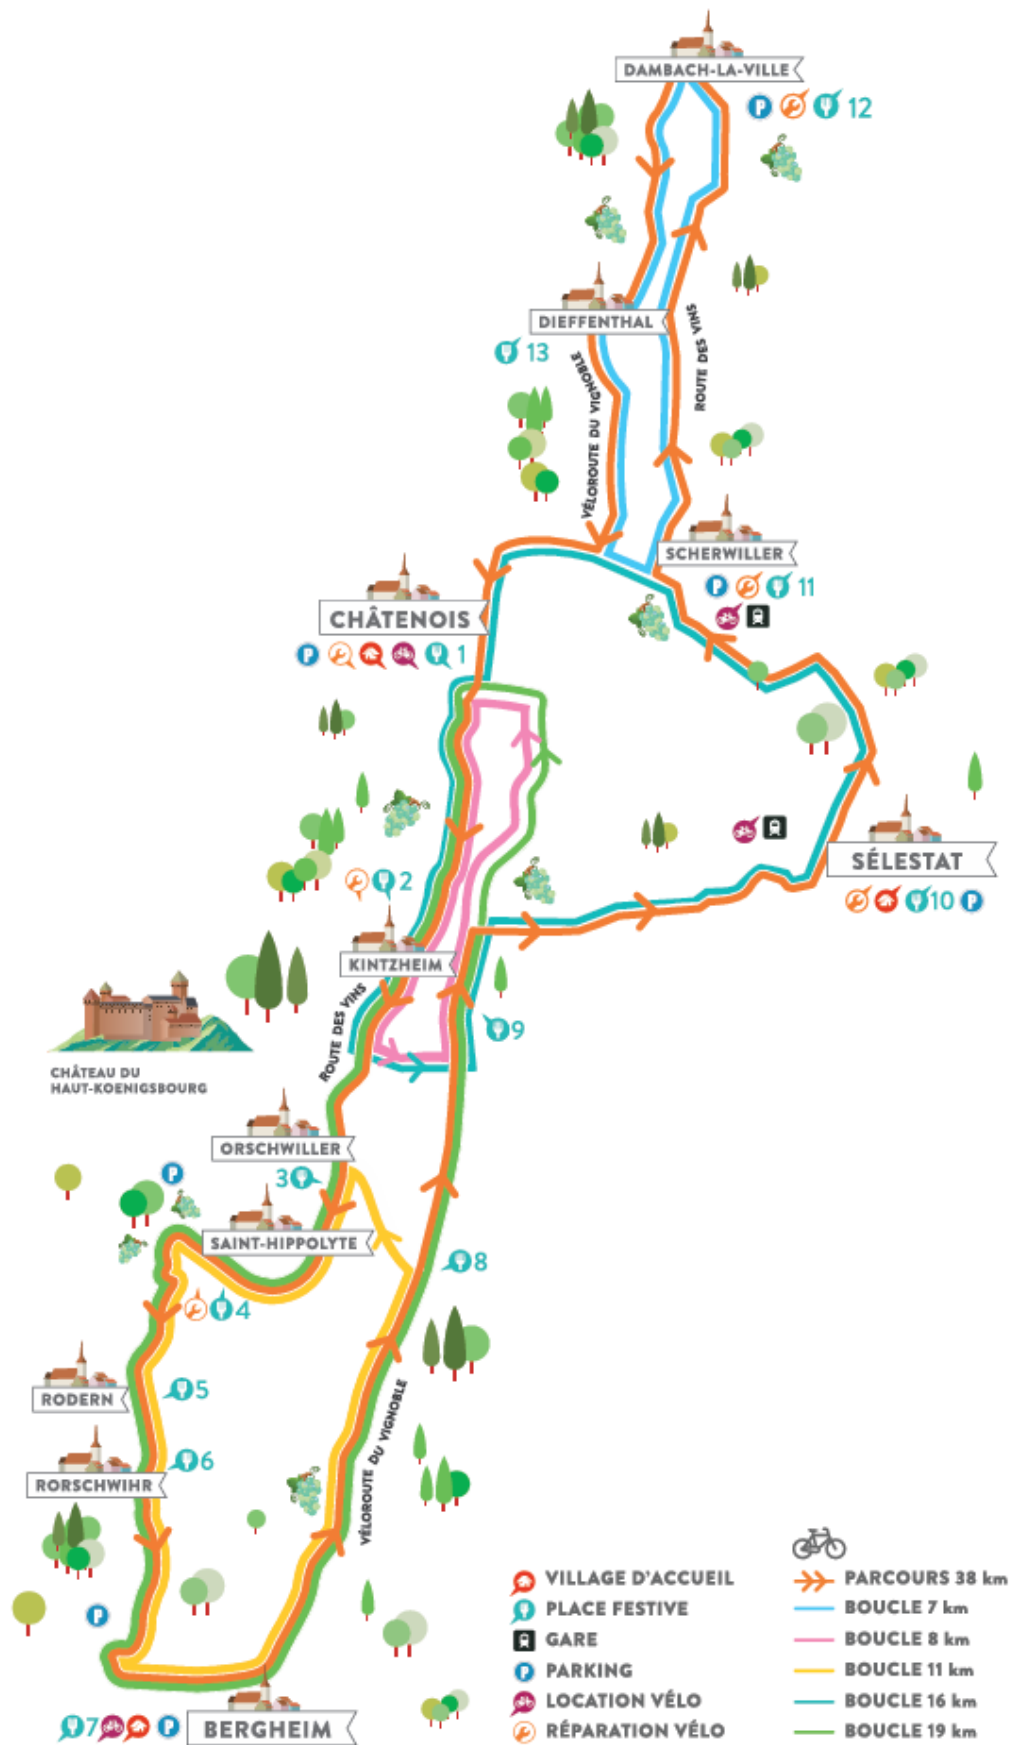 DAMBACH-LA-VILLE
P 12
DIEFFENTHAL
13
VÉLOROUTE DU VIGNOBLE
ROUTE DES VINS
SCHERWILLER
P 11
CHÂTENOIS
P 1
SÉLESTAT
10 P
2
KINTZHEIM
ROUTE DES VINS
9
CHÂTEAU DU
HAUT-KOENIGSBOURG
ORSCHWILLER
3
P
SAINT-HIPPOLYTE
8
4
RODERN
5
RORSCHWIHR
6
VÉLOROUTE DU VIGNOBLE
P
7 P
BERGHEIM
VILLAGE D'ACCUEIL
PLACE FESTIVE
GARE
P PARKING
LOCATION VÉLO
RÉPARATION VÉLO
PARCOURS 38 km
BOUCLE 7 km
BOUCLE 8 km
BOUCLE 11 km
BOUCLE 16 km
BOUCLE 19 km